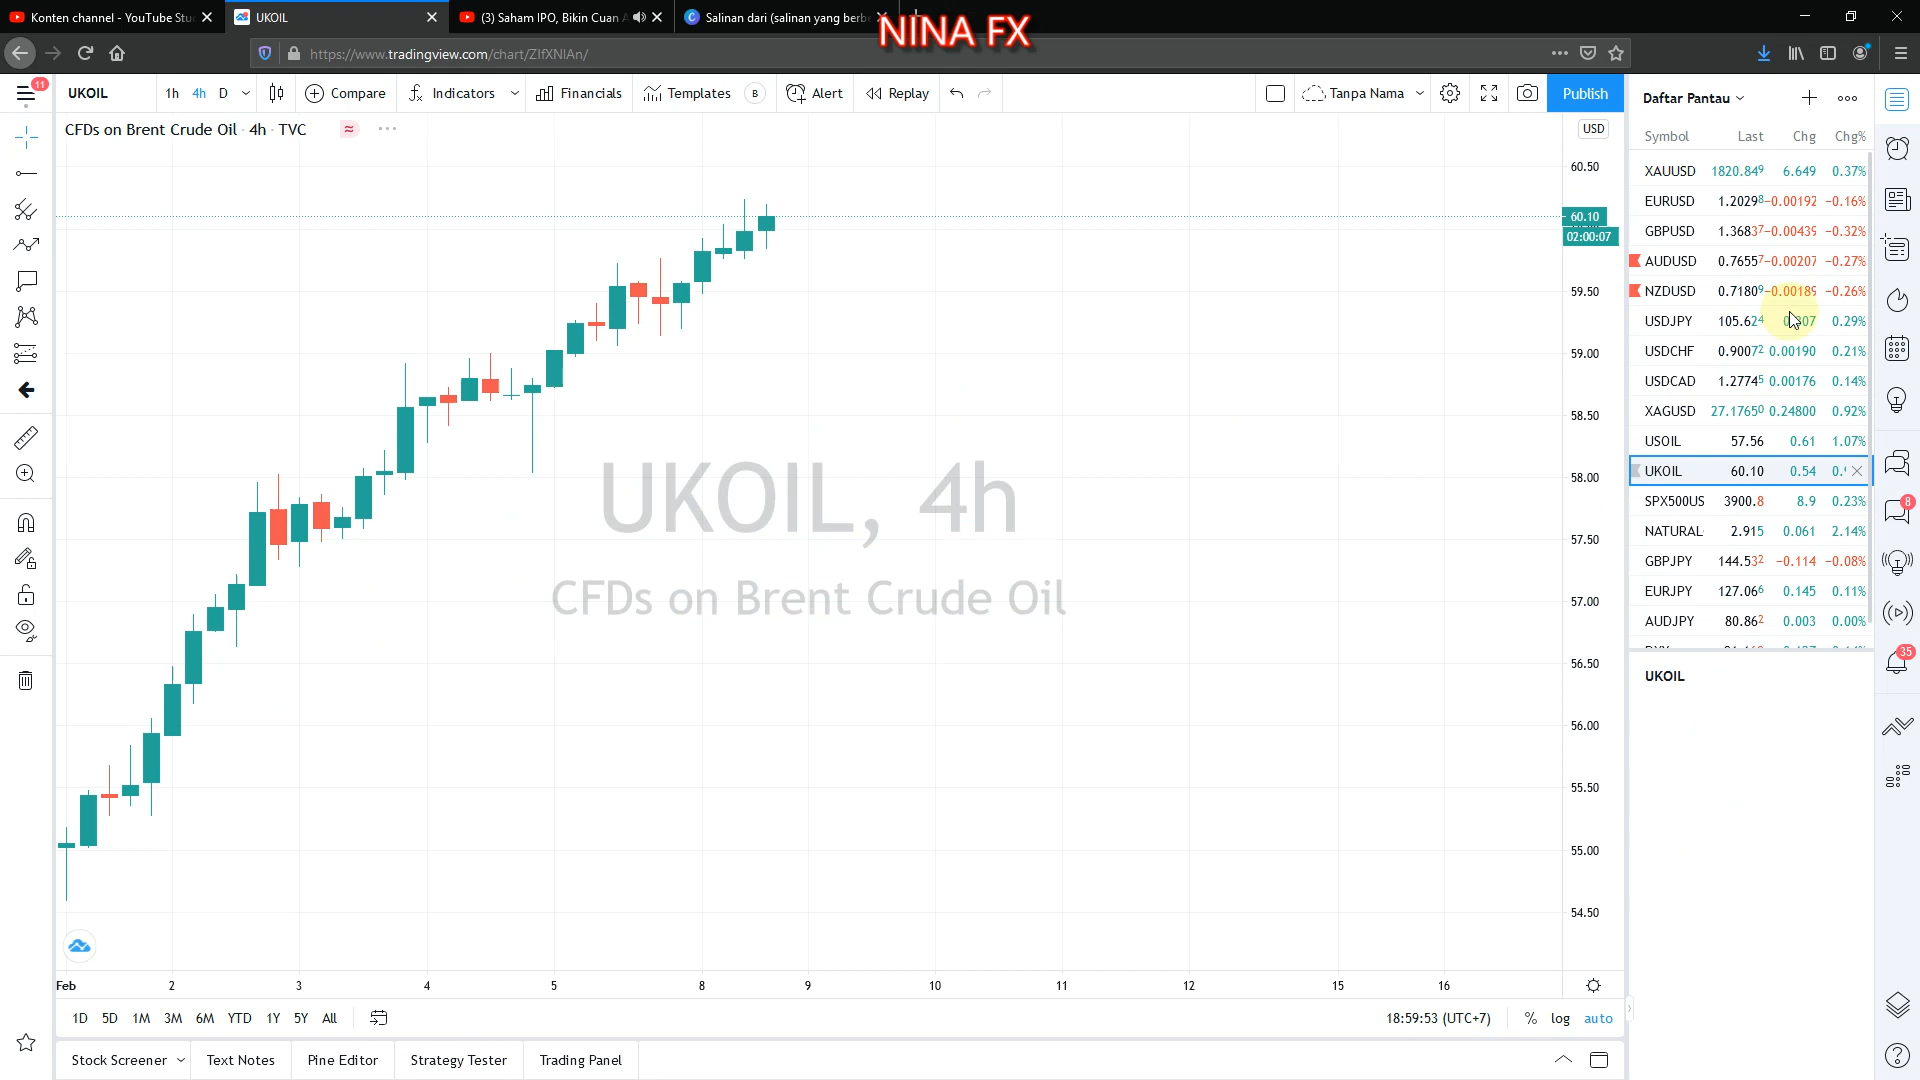 Konten channel - YouTube Stu
UKOIL
(3) Saham IPO, Bikin Cuan
Salinan dari (salinan yang berb
NINA FX
https://www.tradingview.com/chart/ZIfXNIAn/
11
UKOIL
1h 4h D
Compare
Indicators
B
Financials
Templates
Alert
Replay
Tanpa Nama
Publish
CFDs on Brent Crude Oil · 4h · TVC
USD
60.50
60.10
02:00:07
59.50
59.00
58.50
58.00
57.50
57.00
56.50
56.00
55.50
55.00
54.50
UKOIL, 4h
CFDs on Brent Crude Oil
Feb 2 3 4 5 8 9 10 11 12 15 16
1D 5D 1M 3M 6M YTD 1Y 5Y All
18:59:53 (UTC+7) % log auto
Stock Screener Text Notes Pine Editor Strategy Tester Trading Panel
Daftar Pantau
Symbol Last Chg Chg%
XAUUSD 1820.849 6.649 0.37%
EURUSD 1.20298 −0.00192 −0.16%
GBPUSD 1.36837 −0.00439 −0.32%
AUDUSD 0.76557 −0.00207 −0.27%
NZDUSD 0.71809 −0.00189 −0.26%
USDJPY 105.624 0.307 0.29%
USDCHF 0.90072 0.00190 0.21%
USDCAD 1.27745 0.00176 0.14%
XAGUSD 27.17650 0.24800 0.92%
USOIL 57.56 0.61 1.07%
UKOIL 60.10 0.54
SPX500US 3900.8 8.9 0.23%
NATURAL 2.915 0.061 2.14%
GBPJPY 144.532 −0.114 −0.08%
EURJPY 127.066 0.145 0.11%
AUDJPY 80.862 0.003 0.00%
UKOIL
8
35